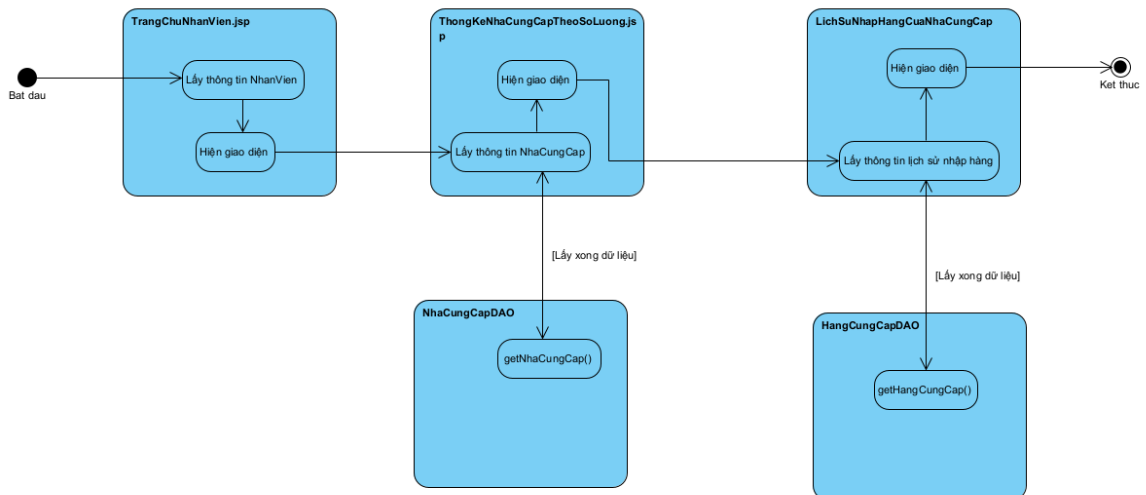 TrangChuNhanVien.jsp
Lấy thông tin NhanVien
Hiện giao diện
Bat dau
ThongKeNhaCungCapTheoSoLuong.js
p
Hiện giao diện
Lấy thông tin NhaCungCap
LichSuNhapHangCuaNhaCungCap
Hiện giao diện
Lấy thông tin lịch sử nhập hàng
Ket thuc
[Lấy xong dữ liệu]
[Lấy xong dữ liệu]
NhaCungCapDAO
getNhaCungCap()
HangCungCapDAO
getHangCungCap()